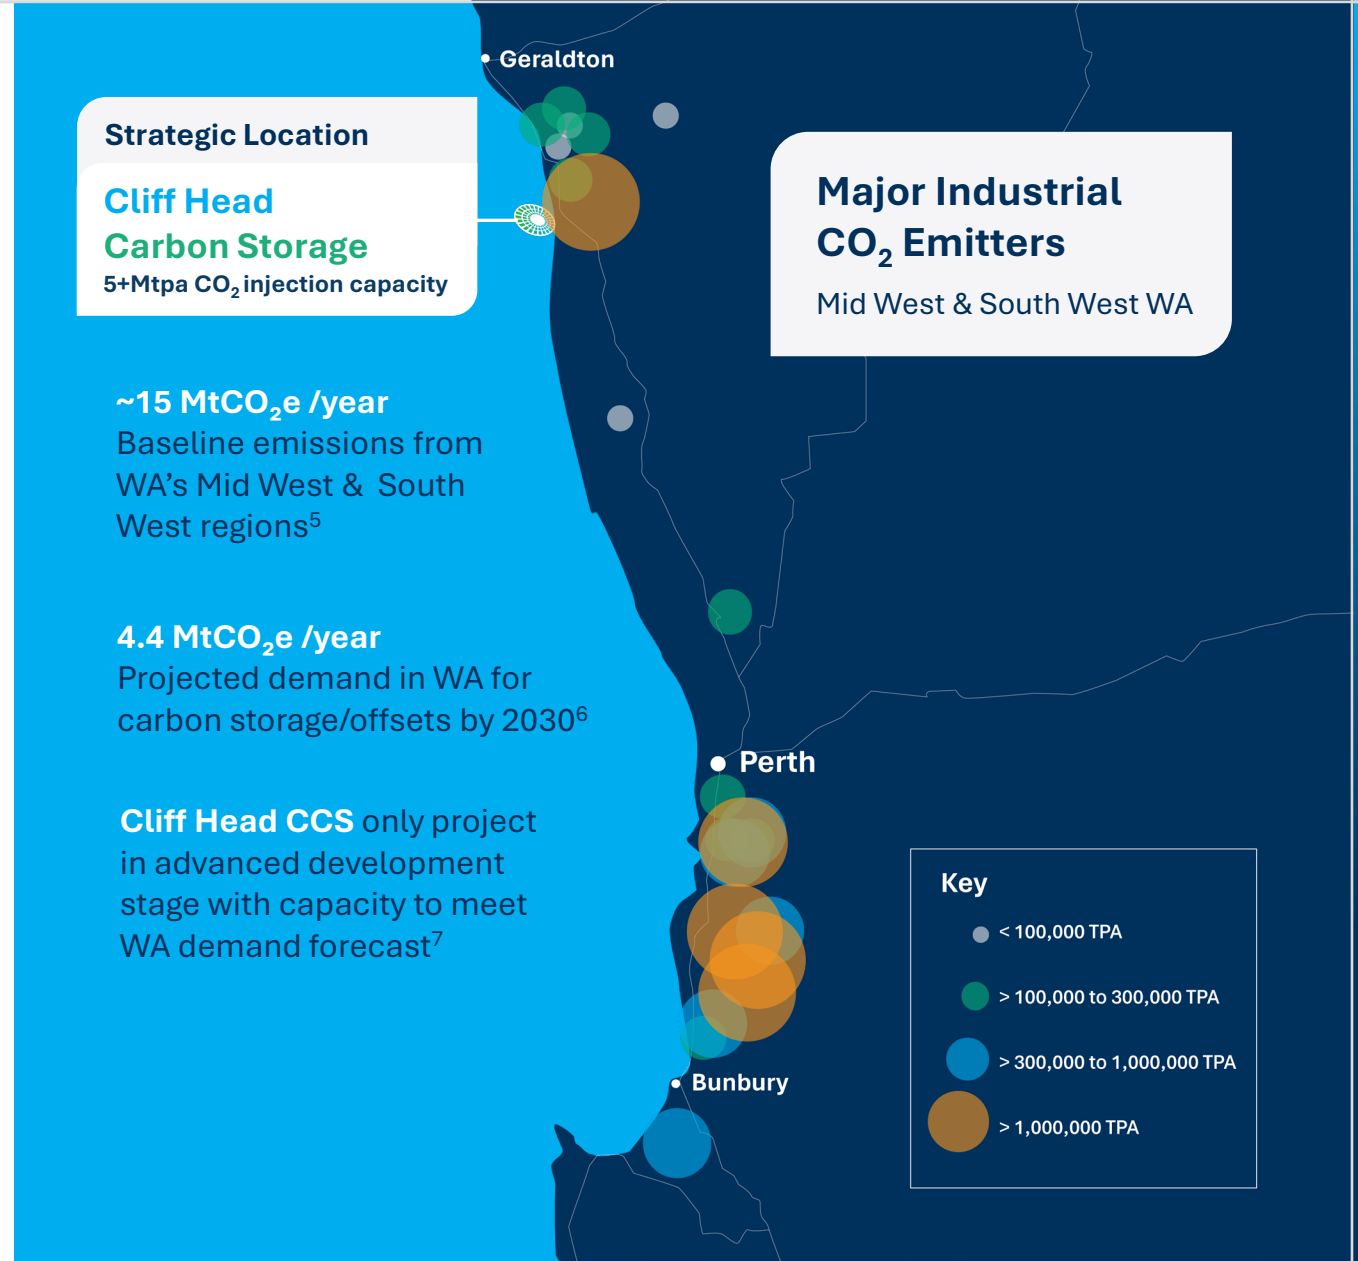 Geraldton
Strategic Location
Cliff Head
Carbon Storage
5+Mtpa CO₂ injection capacity
Major Industrial
CO₂ Emitters
Mid West & South West WA
~15 MtCO₂e /year
Baseline emissions from
WA’s Mid West & South
West regions⁵
4.4 MtCO₂e /year
Projected demand in WA for
carbon storage/offsets by 2030⁶
Perth
Cliff Head CCS only project
in advanced development
stage with capacity to meet
WA demand forecast⁷
Key
< 100,000 TPA
> 100,000 to 300,000 TPA
> 300,000 to 1,000,000 TPA
> 1,000,000 TPA
Bunbury